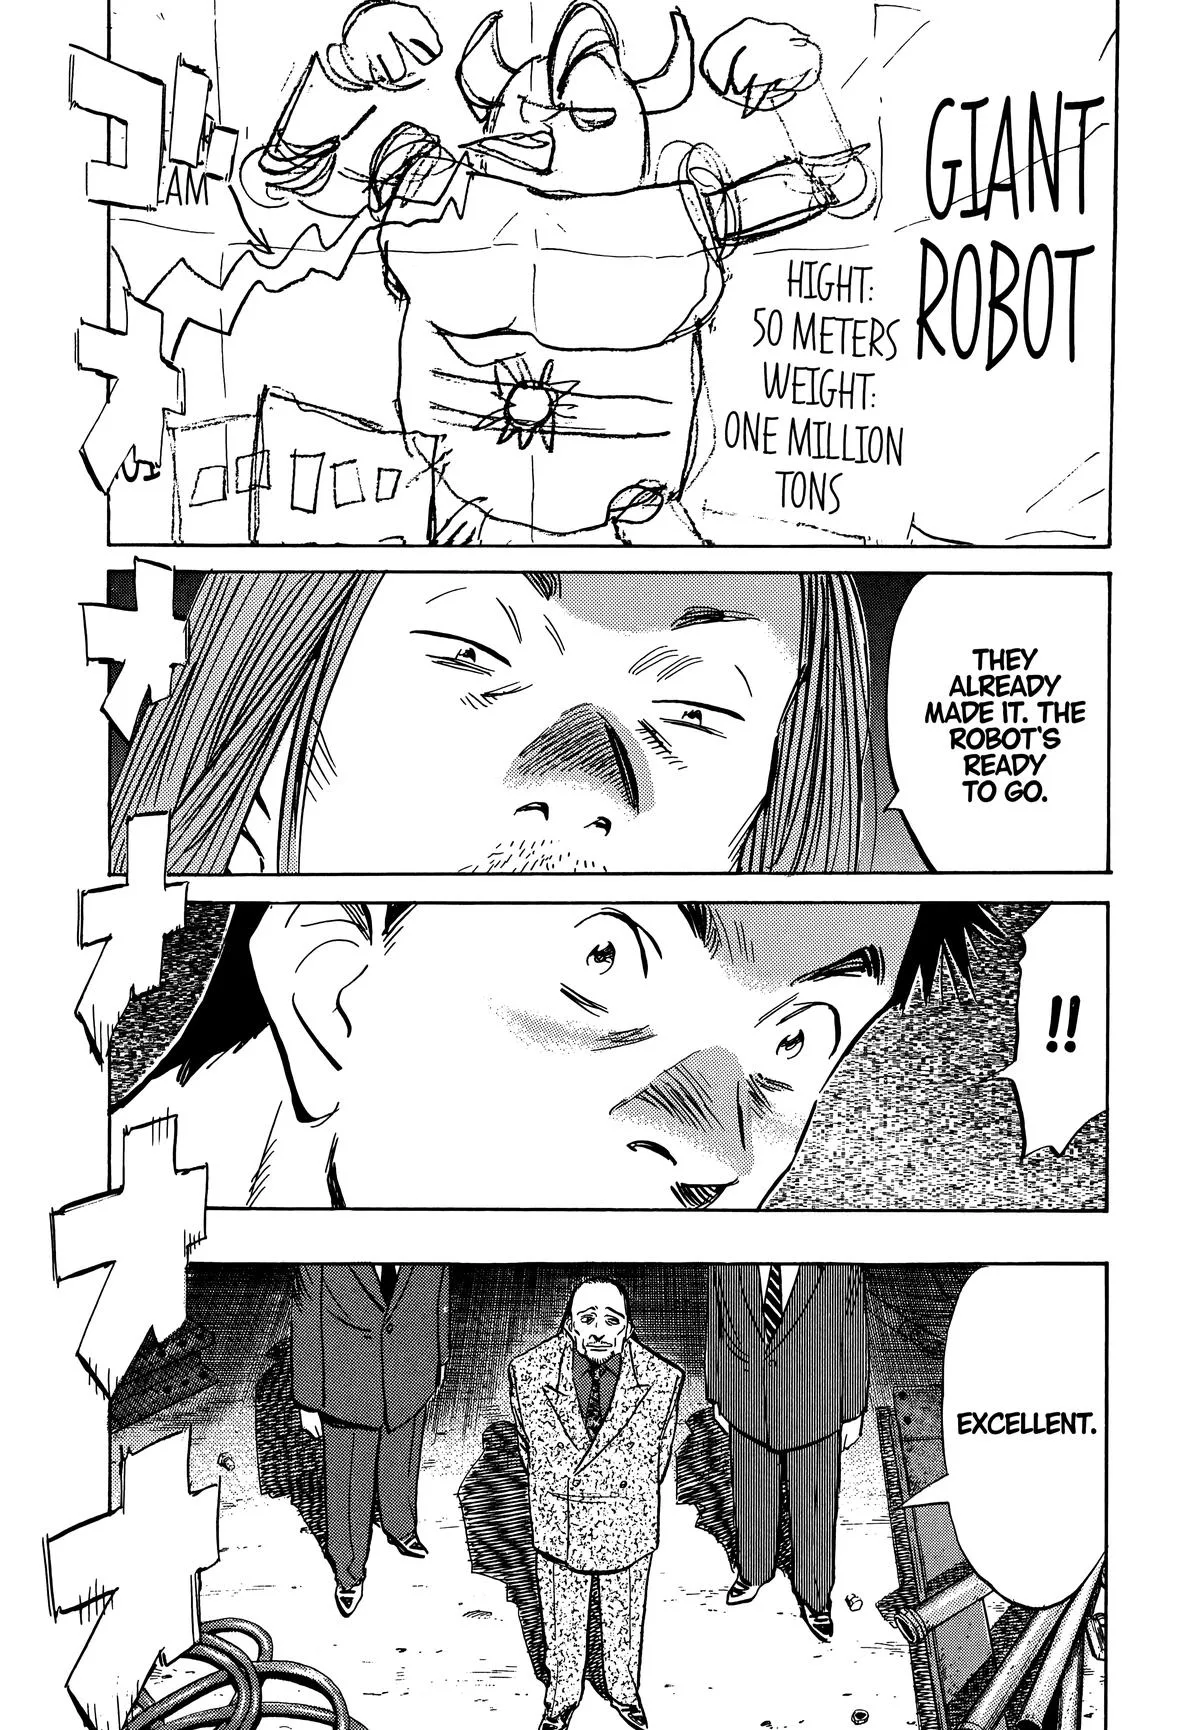 GIANT
ROBOT
HIGHT:
50 METERS
WEIGHT:
ONE MILLION
TONS
AM
THEY
ALREADY
MADE IT. THE
ROBOT'S
READY
TO GO.
!!
EXCELLENT.